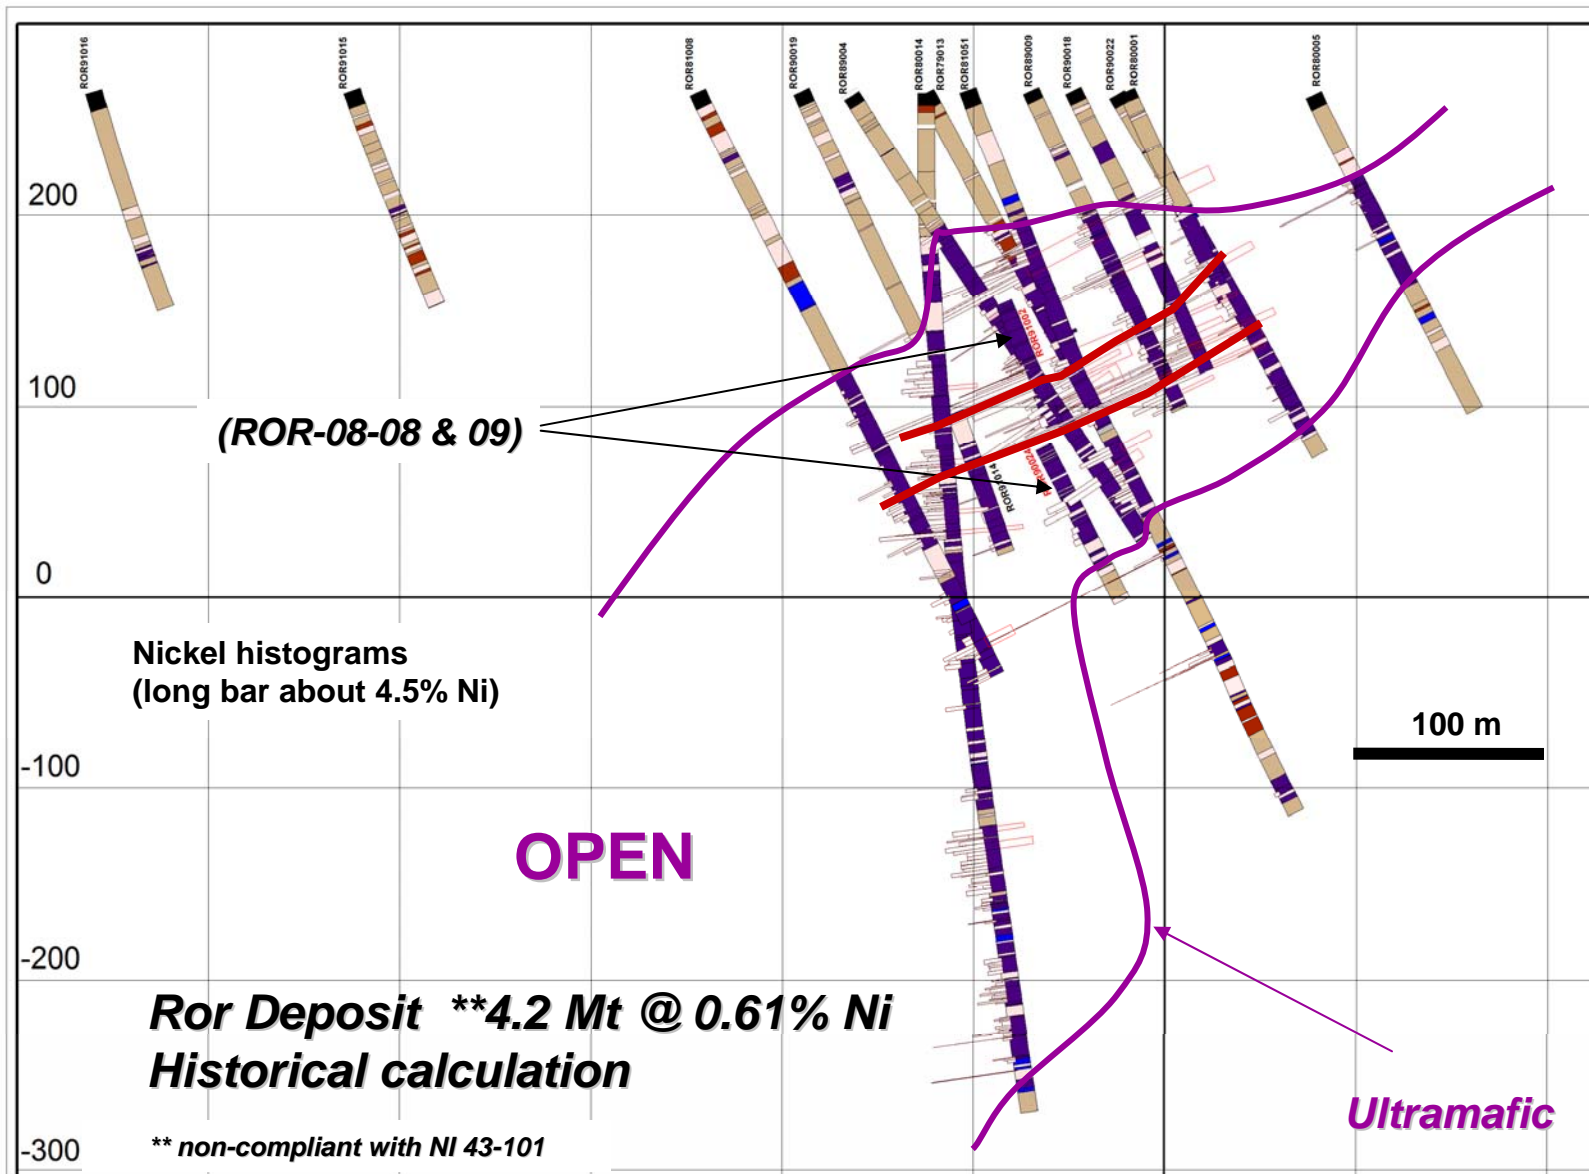 ROR91016
ROR91015
ROR81008
ROR90019
ROR89004
ROR80014
ROR79013
ROR81051
ROR89009
ROR90018
ROR90022
ROR80001
ROR80005
200
ROR91002
100
(ROR-08-08 & 09)
ROR91014
0
Nickel histograms
(long bar about 4.5% Ni)
100 m
-100
OPEN
-200
Ror Deposit **4.2 Mt @ 0.61% Ni
Historical calculation
Ultramafic
** non-compliant with NI 43-101
-300